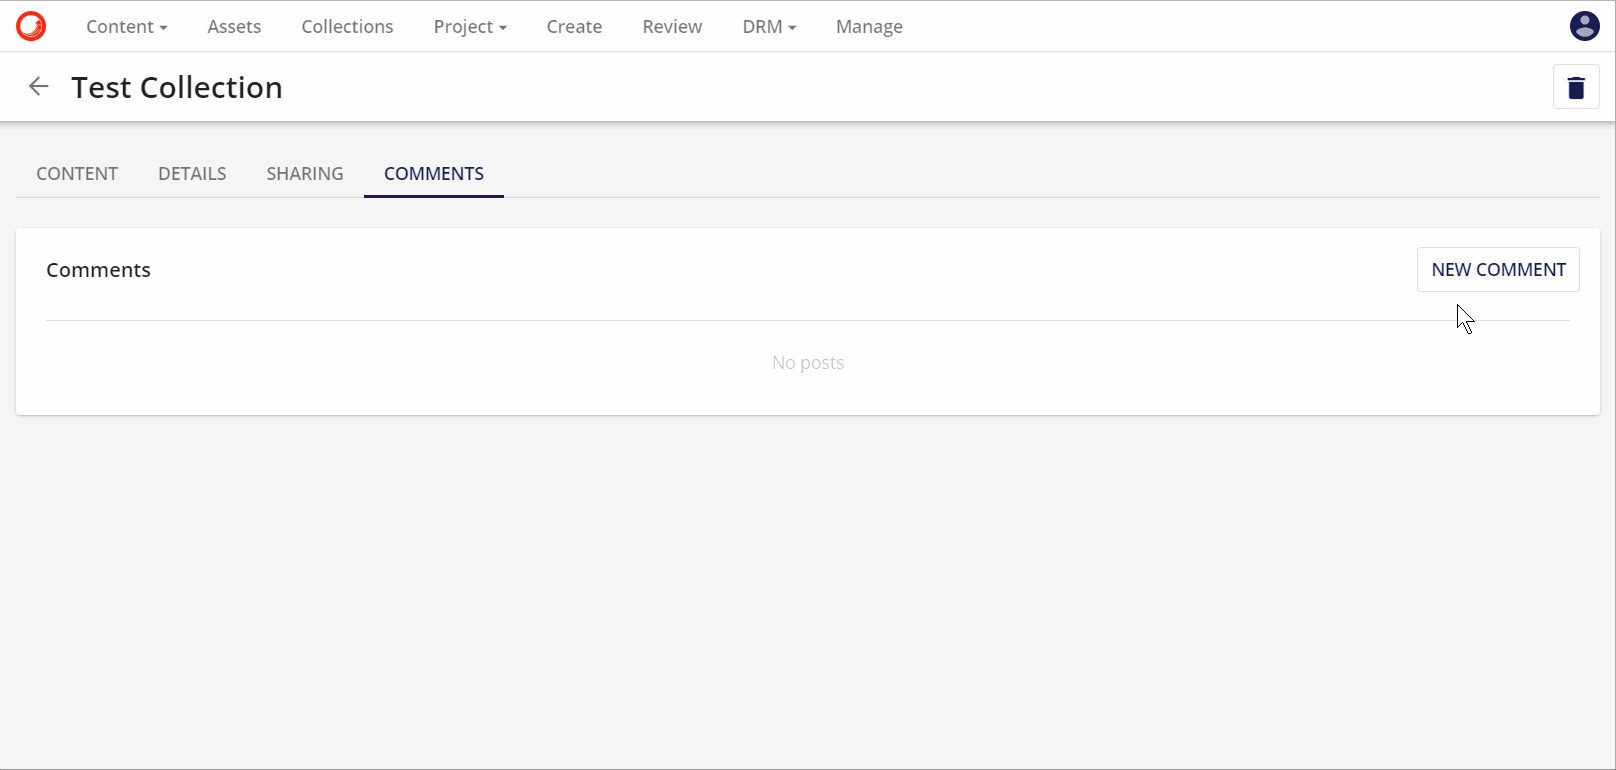 Content Assets Collections Project Create Review DRM Manage
Test Collection
CONTENT DETAILS SHARING COMMENTS
Comments NEW COMMENT
No posts